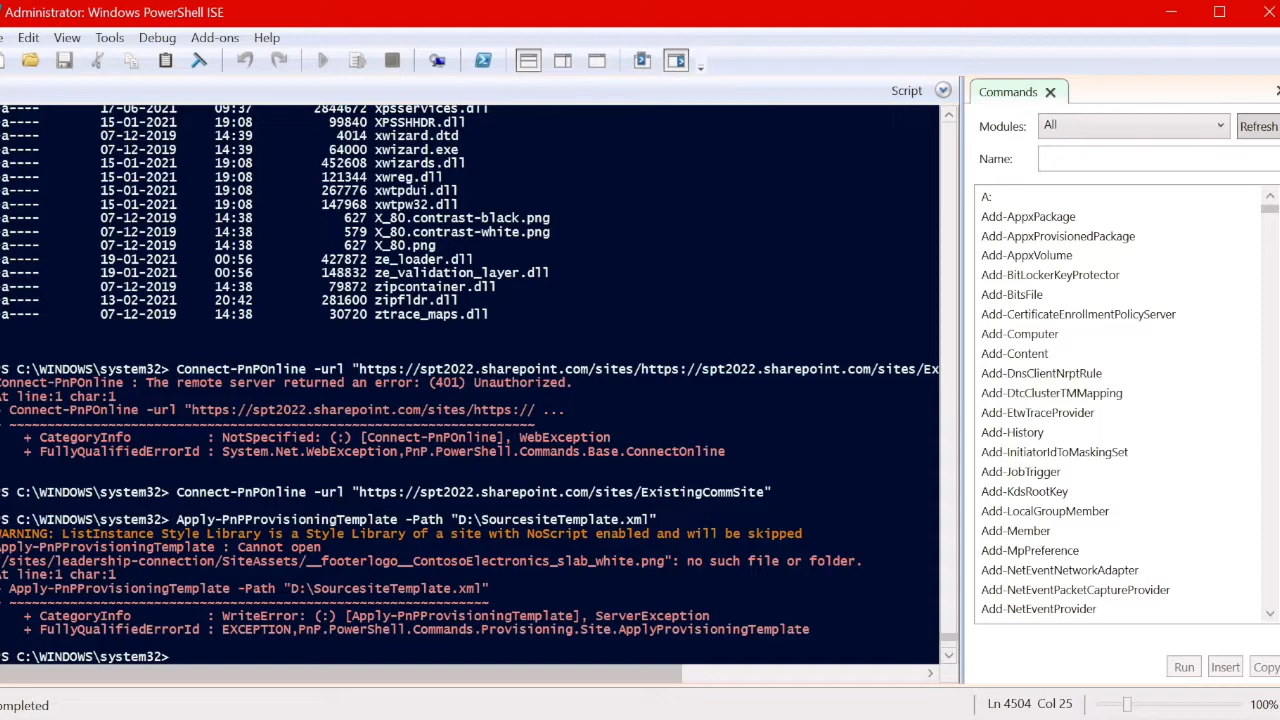 Administrator: Windows PowerShell ISE
e Edit View Tools Debug Add-ons Help
Script
a---- 17-06-2021 09:37 2844672 xpsservices.dll
a---- 15-01-2021 19:08 99840 XPSSHHDR.dll
a---- 07-12-2019 14:39 4014 xwizard.dtd
a---- 07-12-2019 14:39 64000 xwizard.exe
a---- 15-01-2021 19:08 452608 xwizards.dll
a---- 15-01-2021 19:08 121344 xwreg.dll
a---- 15-01-2021 19:08 267776 xwtpdui.dll
a---- 15-01-2021 19:08 147968 xwtpw32.dll
a---- 07-12-2019 14:38 627 X_80.contrast-black.png
a---- 07-12-2019 14:38 579 X_80.contrast-white.png
a---- 07-12-2019 14:38 627 X_80.png
a---- 19-01-2021 00:56 427872 ze_loader.dll
a---- 19-01-2021 00:56 148832 ze_validation_layer.dll
a---- 07-12-2019 14:38 79872 zipcontainer.dll
a---- 13-02-2021 20:42 281600 zipfldr.dll
a---- 07-12-2019 14:38 30720 ztrace_maps.dll
PS C:\WINDOWS\system32> Connect-PnPOnline -url "https://spt2022.sharepoint.com/sites/https://spt2022.sharepoint.com/sites/Ex
Connect-PnPOnline : The remote server returned an error: (401) Unauthorized.
At line:1 char:1
Connect-PnPOnline -url "https://spt2022.sharepoint.com/sites/https:// ...
~~~~~~~~~~~~~~~~~~~~~~~~~~~~~~~~~~~~~~~~~~~~~~~~~~~~~~~~~~~~~~~~~~~~~
+ CategoryInfo : NotSpecified: (:) [Connect-PnPOnline], WebException
+ FullyQualifiedErrorId : System.Net.WebException,PnP.PowerShell.Commands.Base.ConnectOnline
PS C:\WINDOWS\system32> Connect-PnPOnline -url "https://spt2022.sharepoint.com/sites/ExistingCommSite"
PS C:\WINDOWS\system32> Apply-PnPProvisioningTemplate -Path "D:\SourcesiteTemplate.xml"
WARNING: ListInstance Style Library is a Style Library of a site with NoScript enabled and will be skipped
Apply-PnPProvisioningTemplate : Cannot open
"/sites/leadership-connection/SiteAssets/__footerlogo__ContosoElectronics_slab_white.png": no such file or folder.
At line:1 char:1
Apply-PnPProvisioningTemplate -Path "D:\SourcesiteTemplate.xml"
~~~~~~~~~~~~~~~~~~~~~~~~~~~~~~~~~~~~~~~~~~~~~~~~~~~~~~~~~~~~~~~
+ CategoryInfo : WriteError: (:) [Apply-PnPProvisioningTemplate], ServerException
+ FullyQualifiedErrorId : EXCEPTION,PnP.PowerShell.Commands.Provisioning.Site.ApplyProvisioningTemplate
PS C:\WINDOWS\system32>
Commands
Modules: All Refresh
Name:
A:
Add-AppxPackage
Add-AppxProvisionedPackage
Add-AppxVolume
Add-BitLockerKeyProtector
Add-BitsFile
Add-CertificateEnrollmentPolicyServer
Add-Computer
Add-Content
Add-DnsClientNrptRule
Add-DtcClusterTMMapping
Add-EtwTraceProvider
Add-History
Add-InitiatorIdToMaskingSet
Add-JobTrigger
Add-KdsRootKey
Add-LocalGroupMember
Add-Member
Add-MpPreference
Add-NetEventNetworkAdapter
Add-NetEventPacketCaptureProvider
Add-NetEventProvider
Run Insert Copy
ompleted
Ln 4504 Col 25
100%